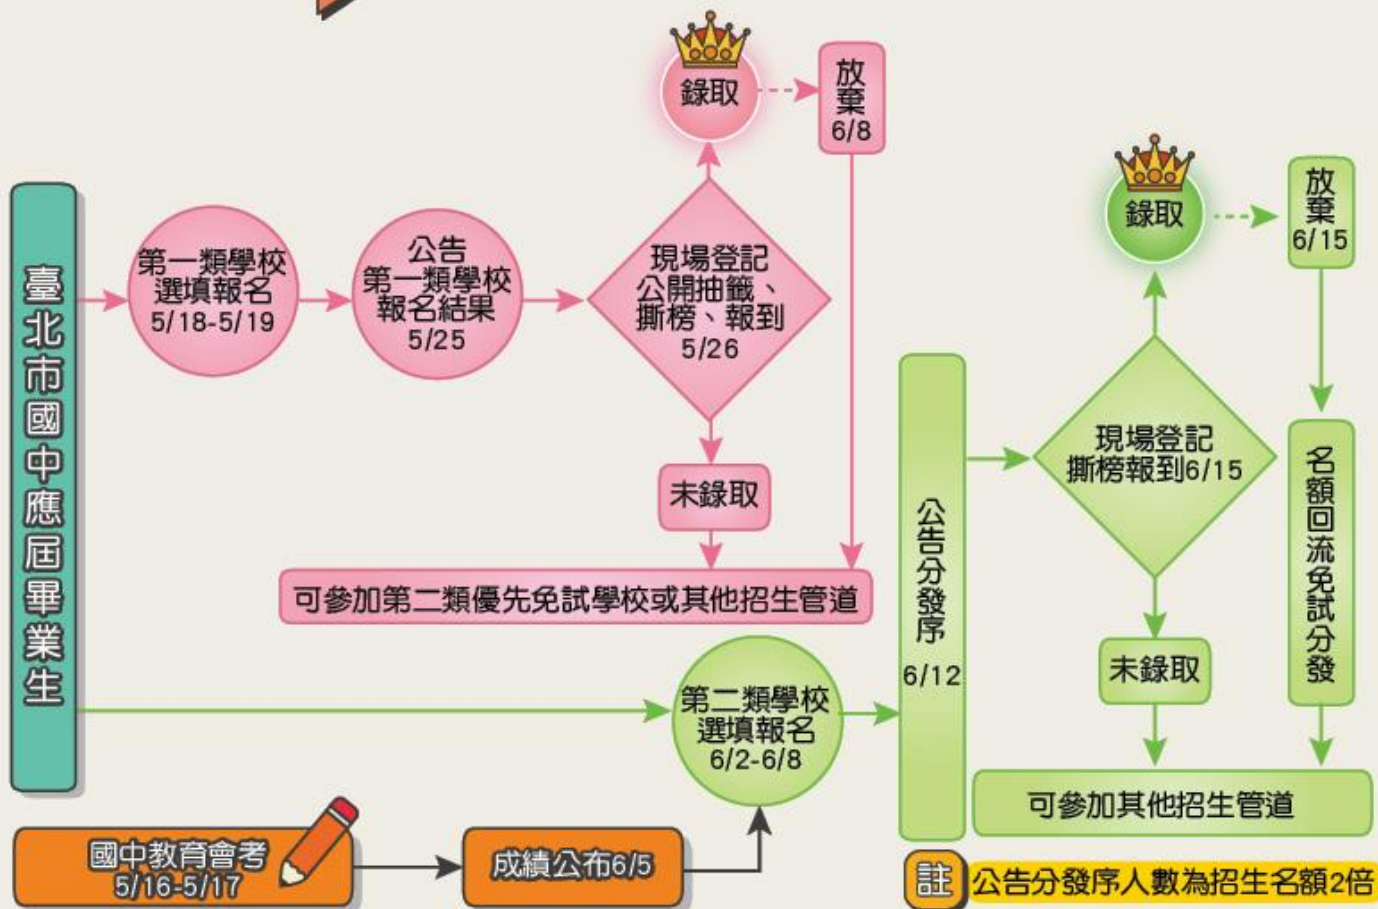 臺北市國中應屆畢業生
第一類學校
選填報名
5/18-5/19
公告
第一類學校
報名結果
5/25
現場登記
公開抽籤、
撕榜、報到
5/26
錄取
放棄
6/8
未錄取
可參加第二類優先免試學校或其他招生管道
第二類學校
選填報名
6/2-6/8
國中教育會考
5/16-5/17
成績公布6/5
公告分發序
6/12
現場登記
撕榜報到6/15
錄取
放棄
6/15
名額回流免試分發
未錄取
可參加其他招生管道
註 公告分發序人數為招生名額2倍